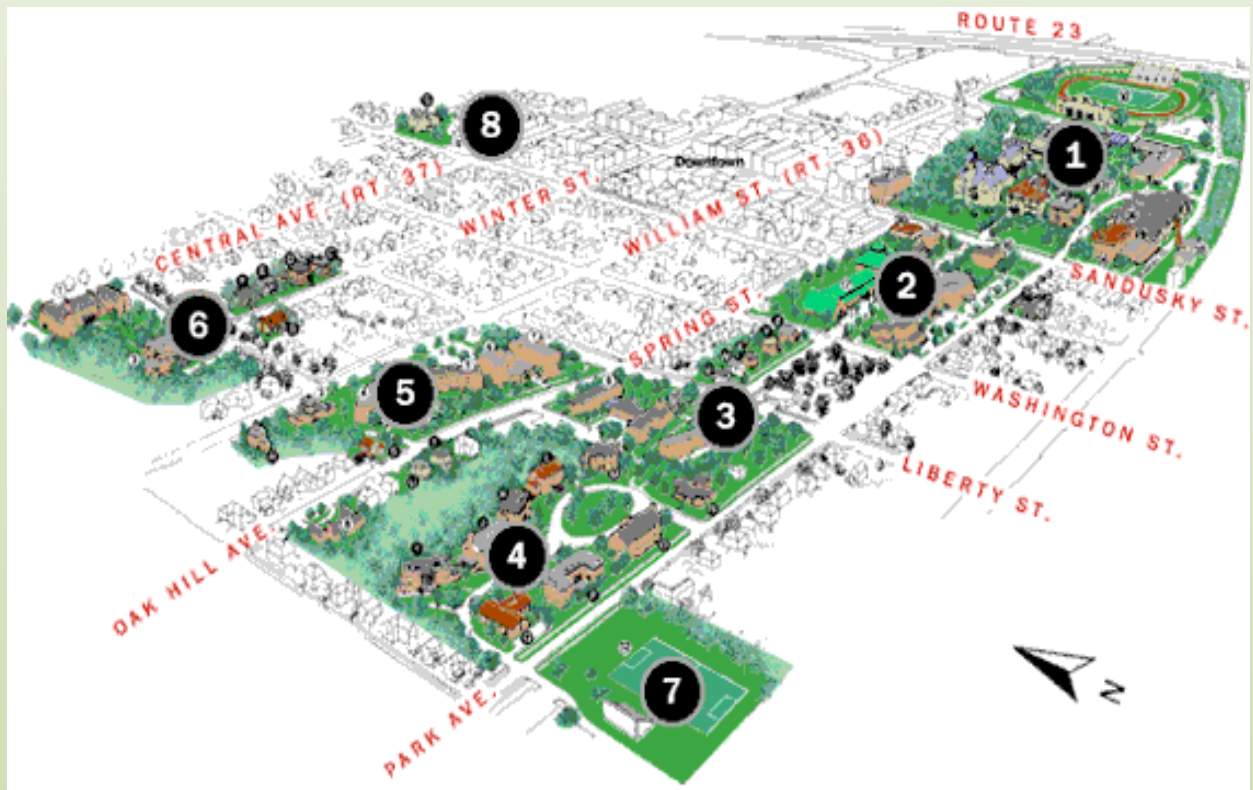 ROUTE 23
8
1
Downtown
CENTRAL AVE. (RT. 37)
WINTER ST.
WILLIAM ST. (RT. 36)
2
SANDUSKY ST.
6
SPRING ST.
5
3
WASHINGTON ST.
LIBERTY ST.
4
OAK HILL AVE.
7
N
PARK AVE.